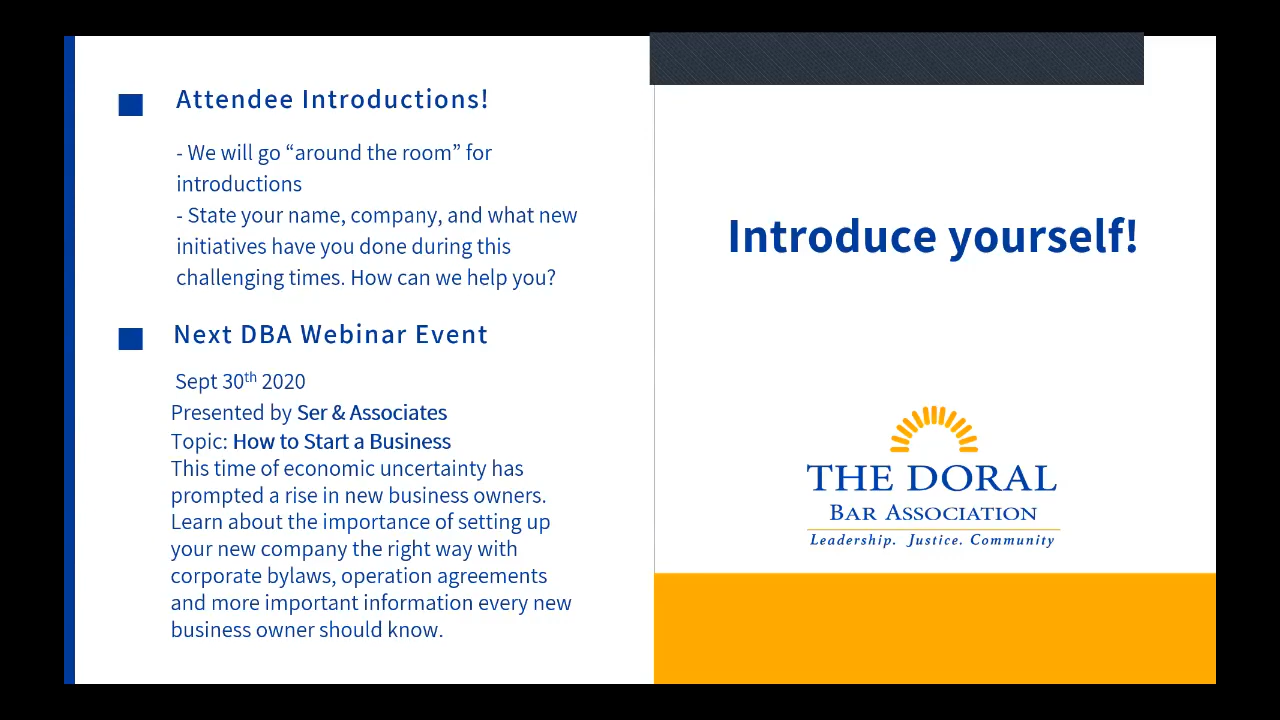 Attendee Introductions!
- We will go “around the room” for
introductions
- State your name, company, and what new
initiatives have you done during this
challenging times. How can we help you?
Next DBA Webinar Event
Sept 30th 2020
Presented by Ser & Associates
Topic: How to Start a Business
This time of economic uncertainty has
prompted a rise in new business owners.
Learn about the importance of setting up
your new company the right way with
corporate bylaws, operation agreements
and more important information every new
business owner should know.
Introduce yourself!
THE DORAL
BAR ASSOCIATION
Leadership. Justice. Community